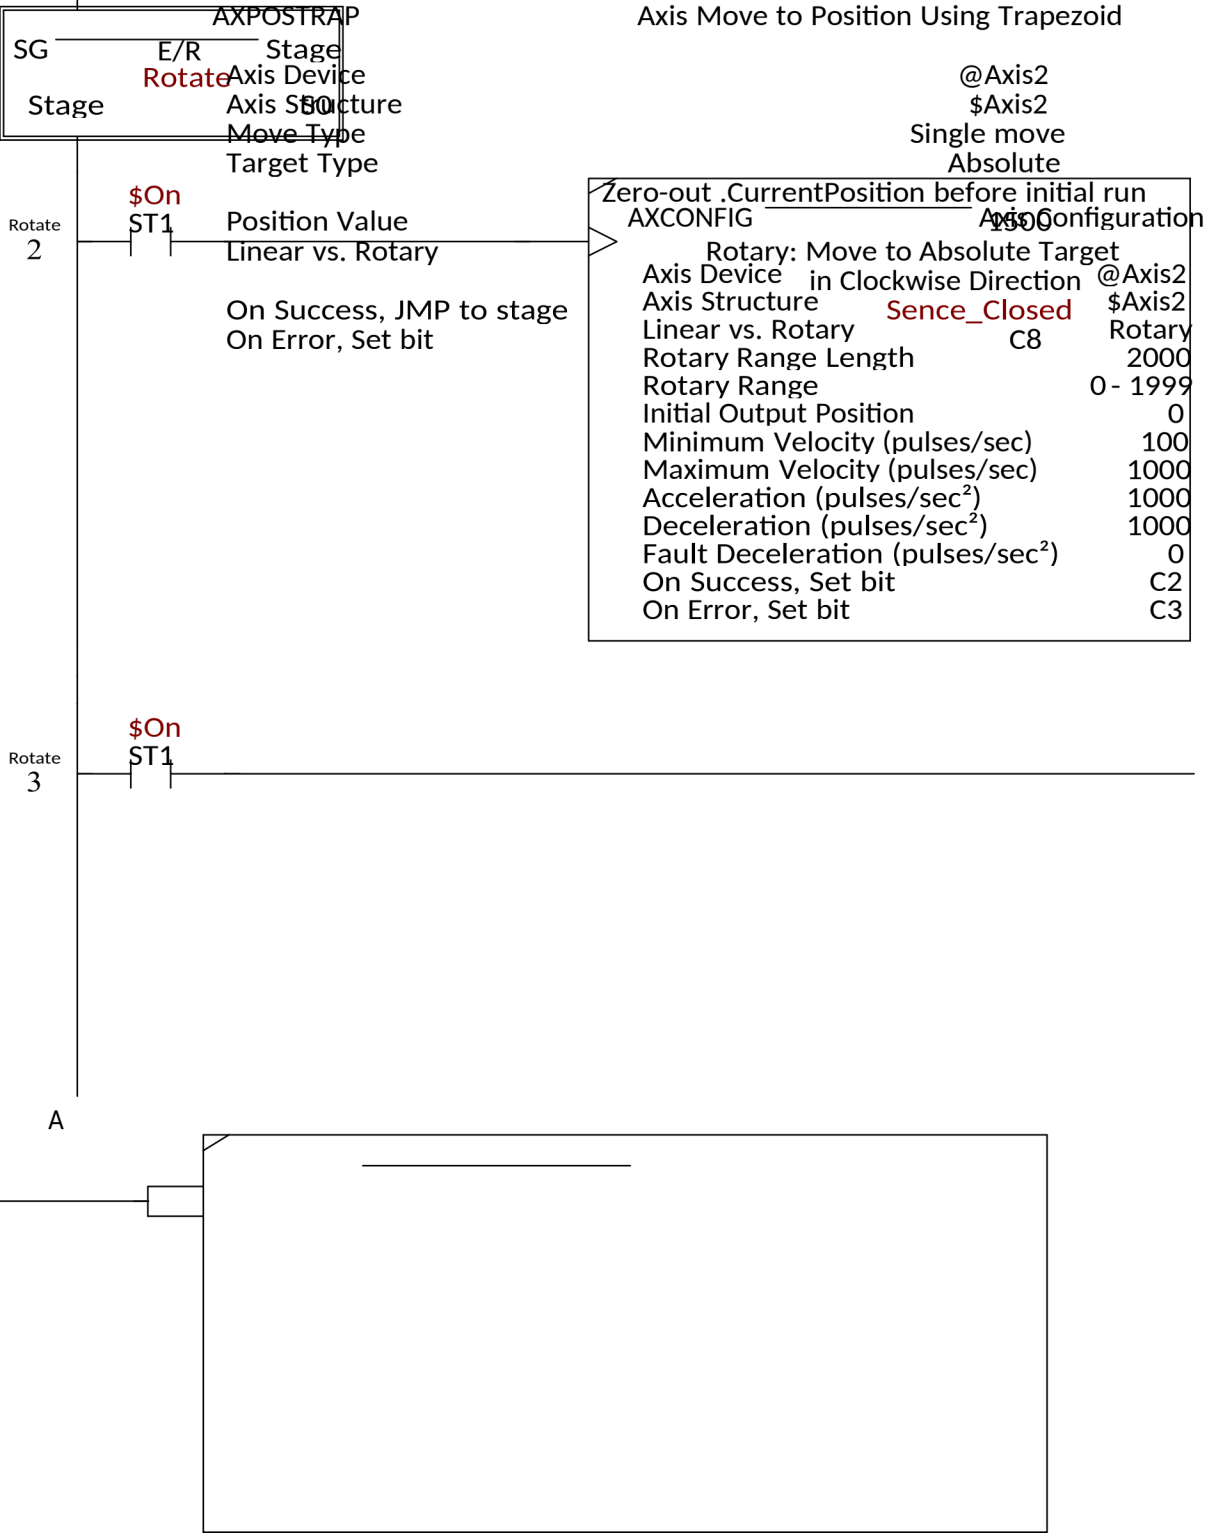 AXPOSTRAP Axis Move to Position Using Trapezoid
SG E/R Stage
Rotate
Stage S0
Axis Device @Axis2
Axis Structure $Axis2
Move Type Single move
Target Type Absolute
Zero-out .CurrentPosition before initial run
Position Value 1500
Linear vs. Rotary Rotary: Move to Absolute Target
in Clockwise Direction
On Success, JMP to stage Sence_Closed
On Error, Set bit C8
$On
ST1
Rotate
2
AXCONFIG Axis Configuration
Axis Device @Axis2
Axis Structure $Axis2
Linear vs. Rotary Rotary
Rotary Range Length 2000
Rotary Range 0 - 1999
Initial Output Position 0
Minimum Velocity (pulses/sec) 100
Maximum Velocity (pulses/sec) 1000
Acceleration (pulses/sec²) 1000
Deceleration (pulses/sec²) 1000
Fault Deceleration (pulses/sec²) 0
On Success, Set bit C2
On Error, Set bit C3
$On
ST1
Rotate
3
A